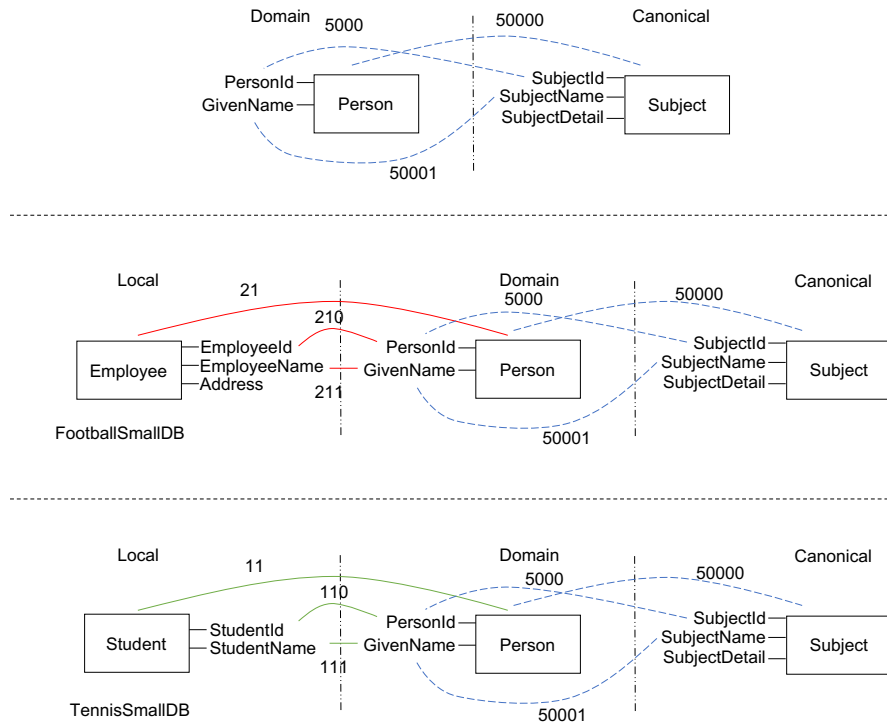 Domain
Canonical
5000
50000
PersonId
GivenName
Person
SubjectId
SubjectName
SubjectDetail
Subject
50001
Local
Domain
Canonical
21
5000
50000
210
EmployeeId
EmployeeName
Address
Employee
PersonId
GivenName
Person
SubjectId
SubjectName
SubjectDetail
Subject
211
50001
FootballSmallDB
Local
Domain
Canonical
11
5000
50000
110
StudentId
StudentName
Student
PersonId
GivenName
Person
SubjectId
SubjectName
SubjectDetail
Subject
111
50001
TennisSmallDB